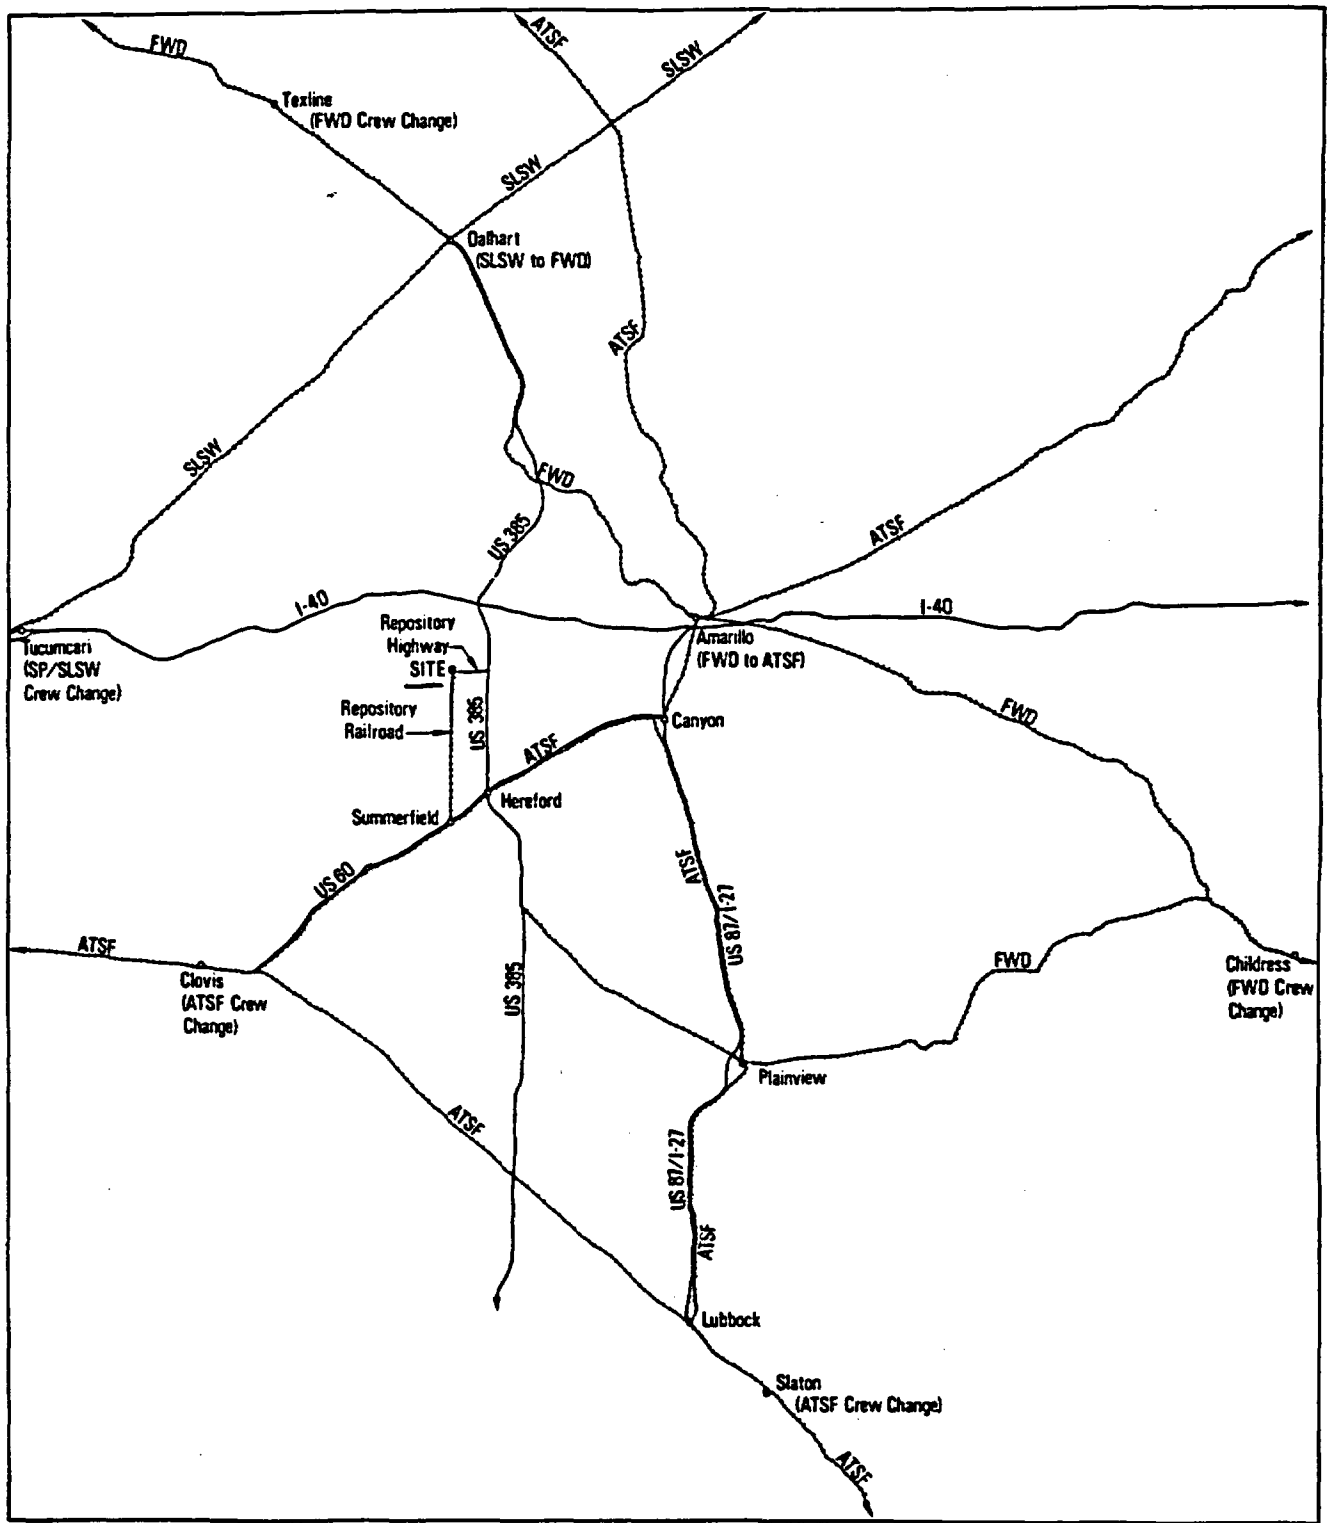 FWD
ATSF
SLSW
Texline
(FWD Crew Change)
SLSW
Dalhart
(SLSW to FWD)
ATSF
SLSW
FWD
US 385
ATSF
I-40
I-40
Repository
Highway
SITE
Tucumcari
(SP/SLSW
Crew Change)
Amarillo
(FWD to ATSF)
Repository
Railroad
US 385
FWD
Canyon
ATSF
Hereford
Summerfield
ATSF
US 60
US 87/I-27
ATSF
Clovis
(ATSF Crew
Change)
US 385
FWD
Childress
(FWD Crew
Change)
Plainview
ATSF
US 87/I-27
ATSF
Lubbock
Slaton
(ATSF Crew Change)
ATSF